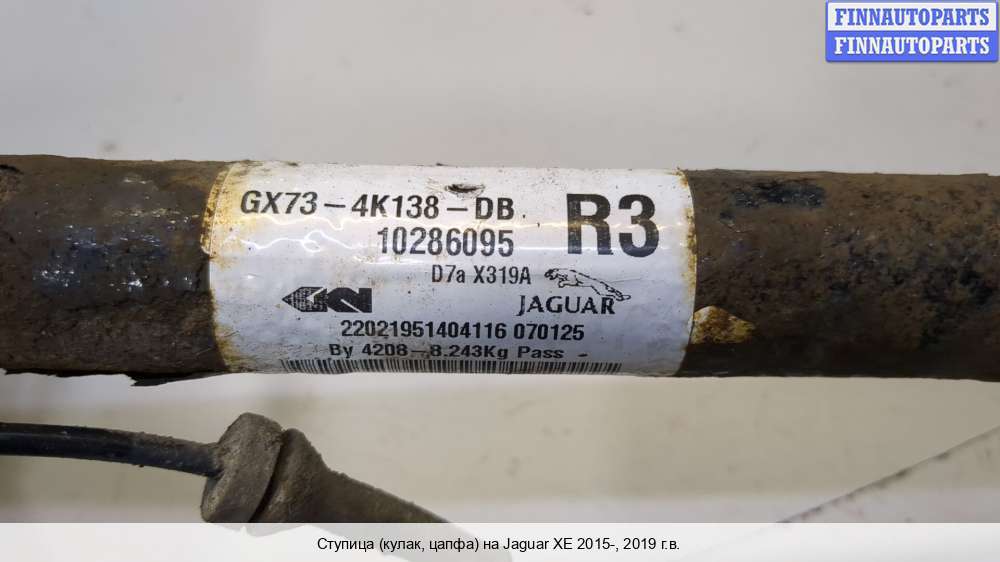 FINNAUTOPARTS
FINNAUTOPARTS
GX73-4K138-DB
R3
10286095
D7a X319A
GKN
JAGUAR
22021951404116 070125
By 4208-8.243Kg Pass
Ступица (кулак, цапфа) на Jaguar XE 2015-, 2019 г.в.